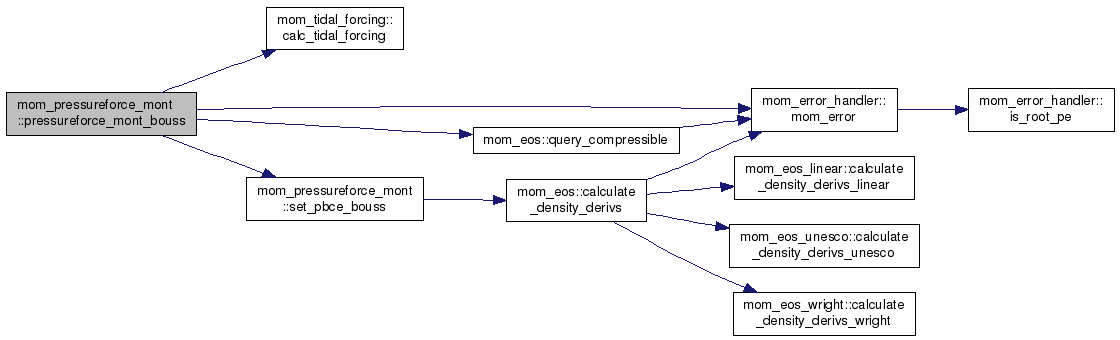 mom_tidal_forcing::
calc_tidal_forcing
mom_pressureforce_mont
::pressureforce_mont_bouss
mom_error_handler::
mom_error
mom_error_handler::
is_root_pe
mom_eos::query_compressible
mom_eos_linear::calculate
_density_derivs_linear
mom_pressureforce_mont
::set_pbce_bouss
mom_eos::calculate
_density_derivs
mom_eos_unesco::calculate
_density_derivs_unesco
mom_eos_wright::calculate
_density_derivs_wright